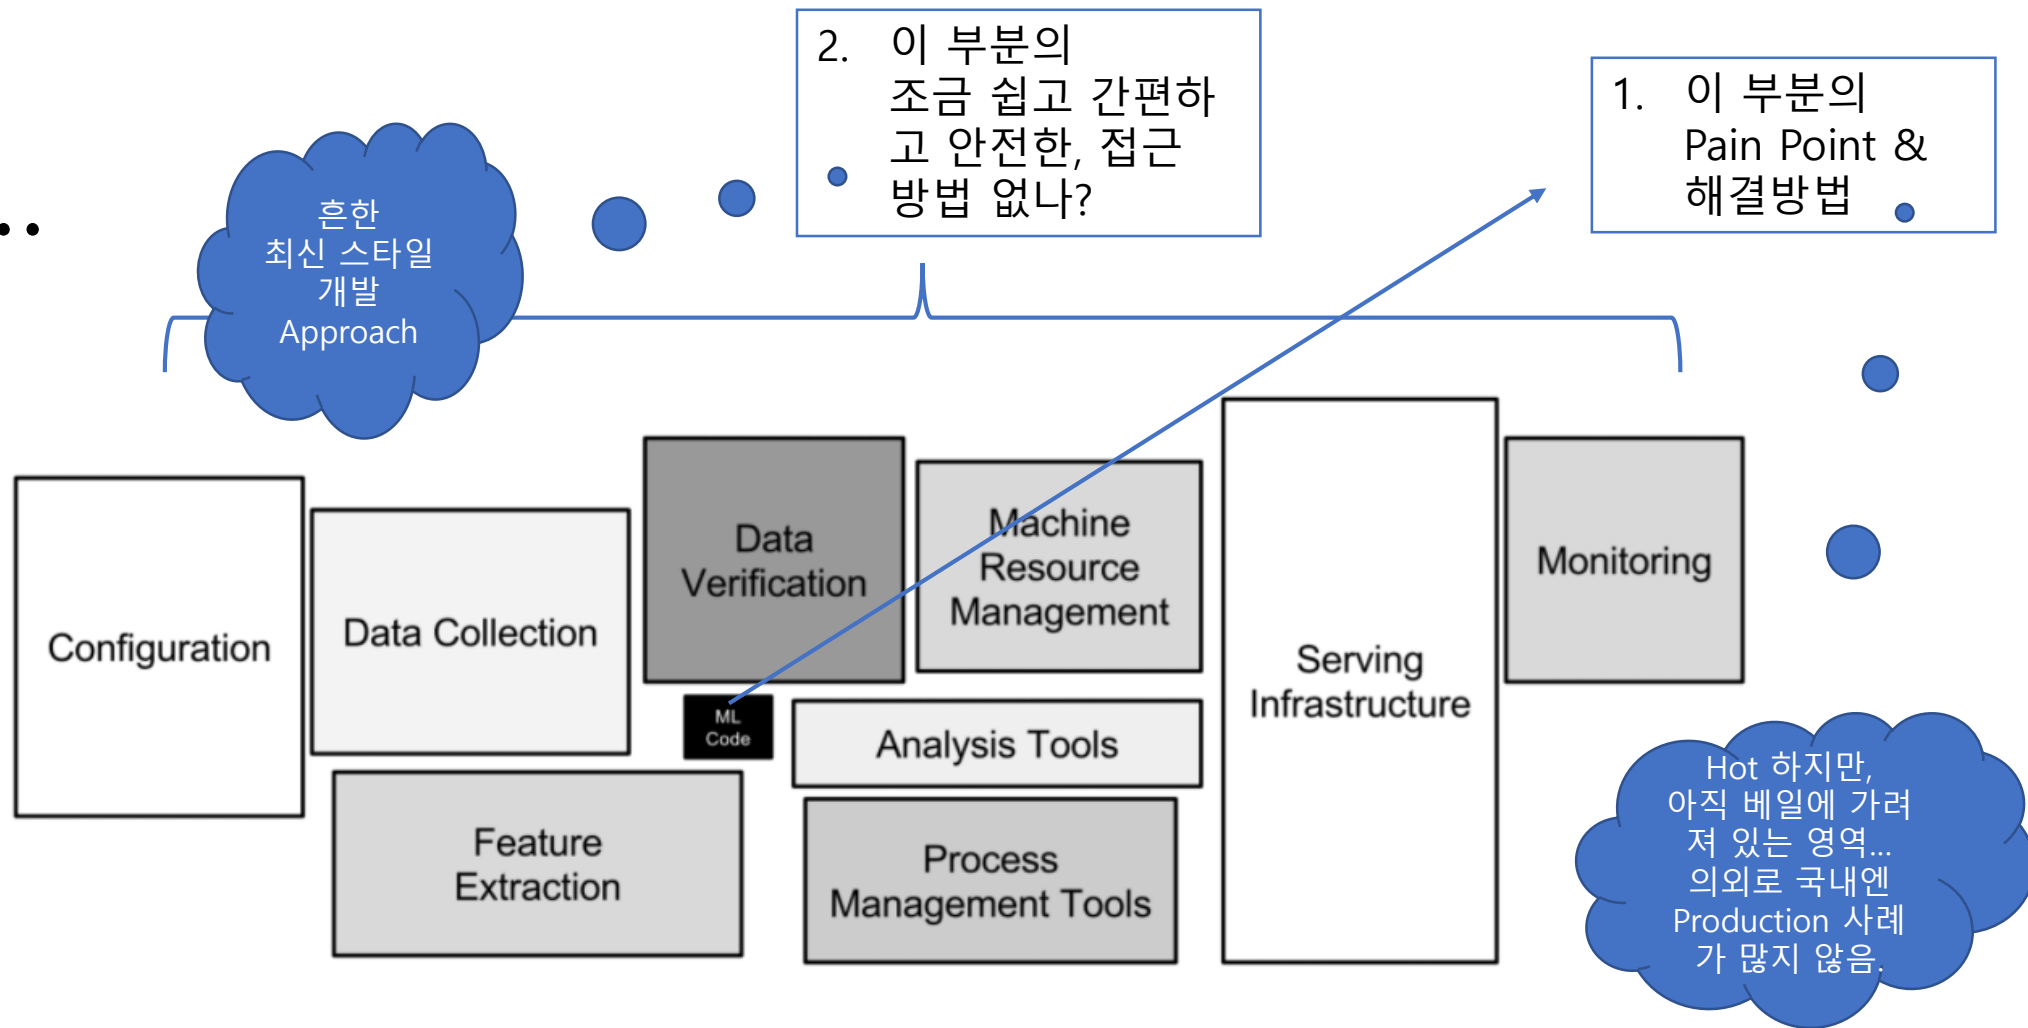 2. 이 부분의
조금 쉽고 간편하
고 안전한, 접근
방법 없나?
1. 이 부분의
Pain Point &
해결방법
..
흔한
최신 스타일
개발
Approach
Configuration
Data Collection
Data
Verification
Machine
Resource
Management
Serving
Infrastructure
Monitoring
ML
Code
Analysis Tools
Feature
Extraction
Process
Management Tools
Hot 하지만,
아직 베일에 가려
져 있는 영역...
의외로 국내엔
Production 사례
가 많지 않음.